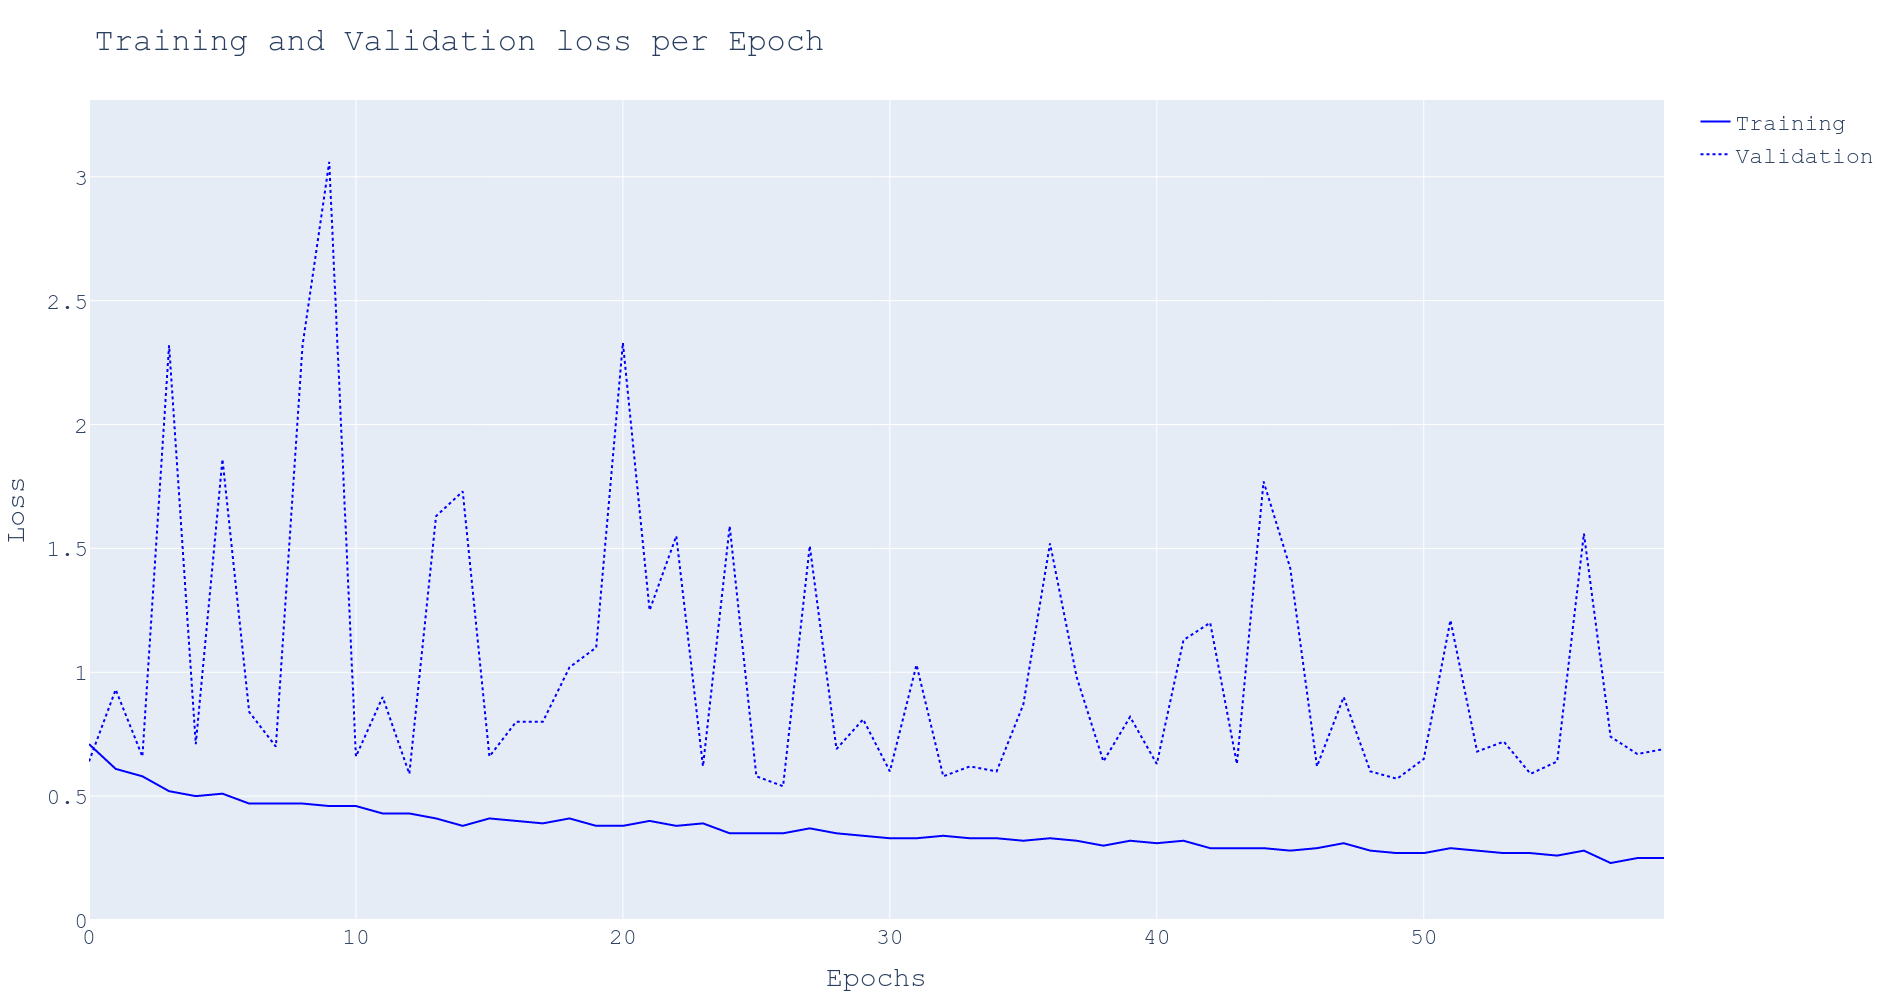 Training and Validation loss per Epoch
Training
Validation
3
2.5
2
1.5
1
0.5
0
Loss
0 10 20 30 40 50
Epochs